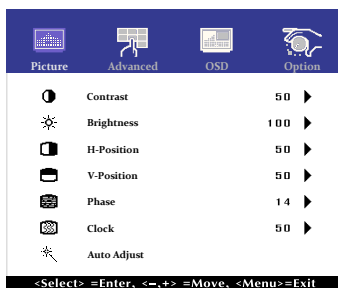 Picture Advanced OSD Option
Contrast 50
Brightness 100
H-Position 50
V-Position 50
Phase 14
Clock 50
Auto Adjust
<Select> =Enter, <–,+> =Move, <Menu>=Exit